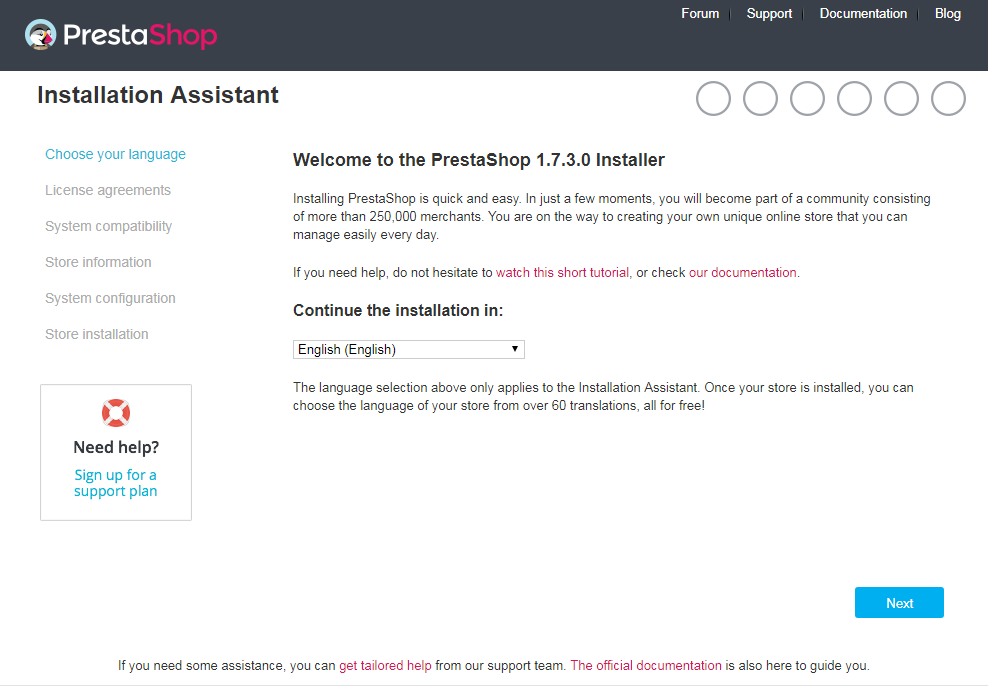 PrestaShop
Forum
Support
Documentation
Blog
Installation Assistant
Choose your language
License agreements
System compatibility
Store information
System configuration
Store installation
Need help?
Sign up for a
support plan
Welcome to the PrestaShop 1.7.3.0 Installer
Installing PrestaShop is quick and easy. In just a few moments, you will become part of a community consisting
of more than 250,000 merchants. You are on the way to creating your own unique online store that you can
manage easily every day.
If you need help, do not hesitate to watch this short tutorial, or check our documentation.
Continue the installation in:
English (English)
The language selection above only applies to the Installation Assistant. Once your store is installed, you can
choose the language of your store from over 60 translations, all for free!
Next
If you need some assistance, you can get tailored help from our support team. The official documentation is also here to guide you.